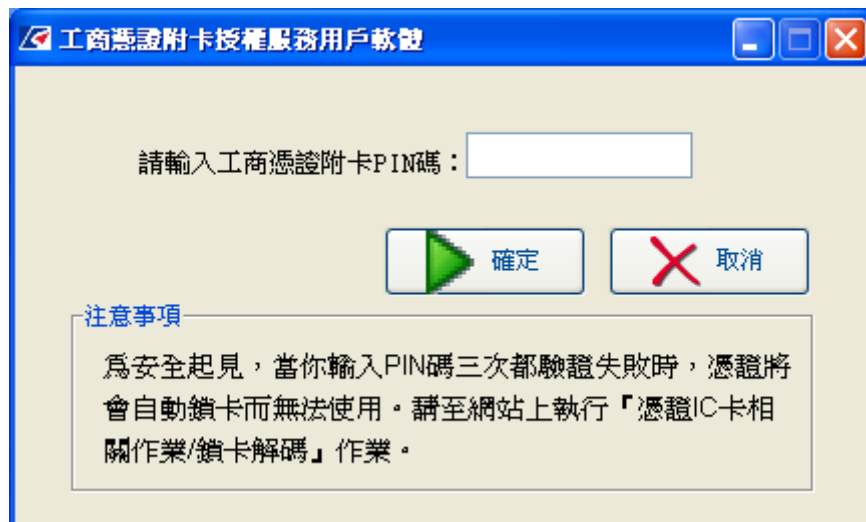 工商憑證附卡授權服務用戶軟體
請輸入工商憑證附卡PIN碼：
確定
取消
注意事項
為安全起見，當你輸入PIN碼三次都驗證失敗時，憑證將
會自動鎖卡而無法使用。請至網站上執行『憑證IC卡相
關作業/鎖卡解碼』作業。